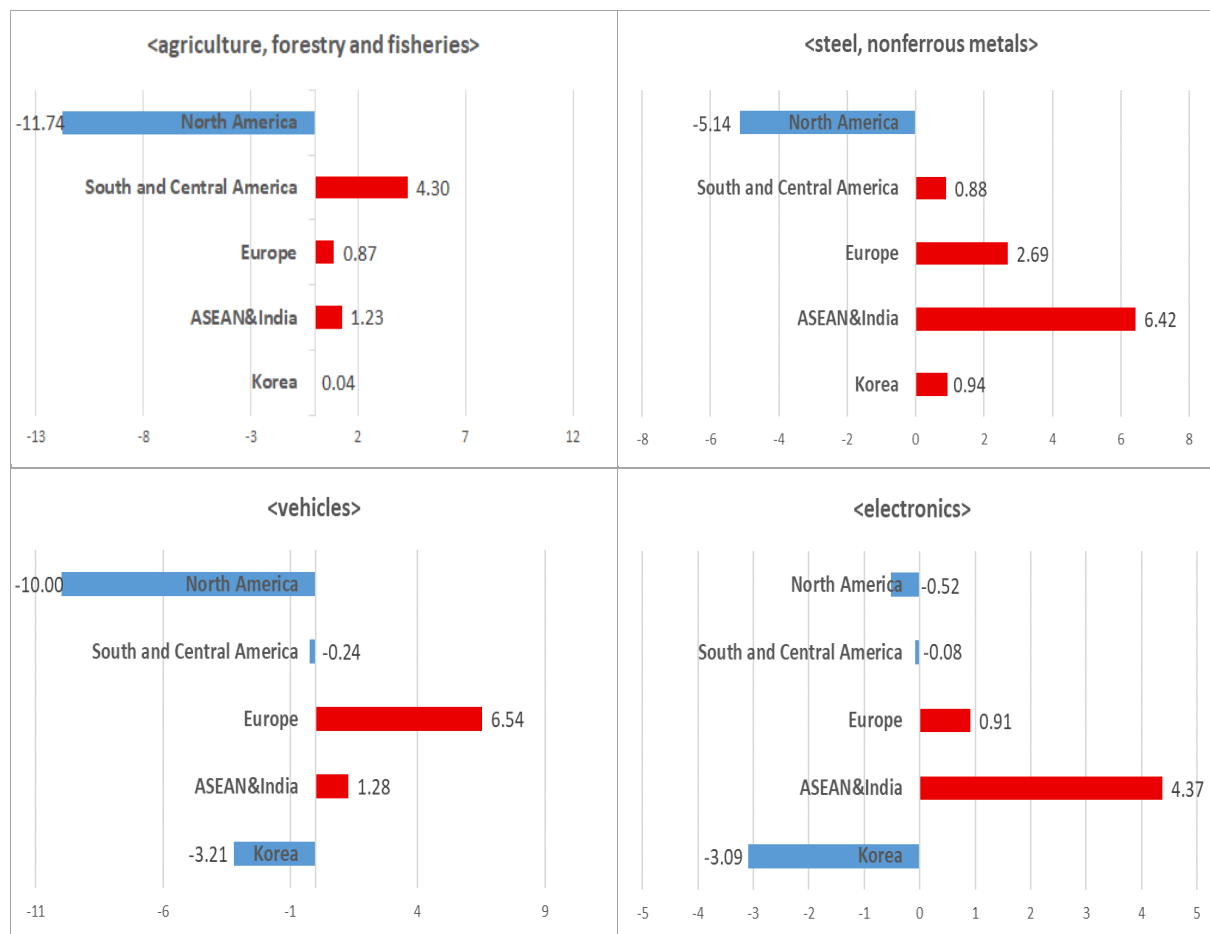 <agriculture, forestry and fisheries>
-11.74 North America
South and Central America 4.30
Europe 0.87
ASEAN&India 1.23
Korea 0.04
-13 -8 -3 2 7 12
<steel, nonferrous metals>
-5.14 North America
South and Central America 0.88
Europe 2.69
ASEAN&India 6.42
Korea 0.94
-8 -6 -4 -2 0 2 4 6 8
<vehicles>
-10.00 North America
South and Central America -0.24
Europe 6.54
ASEAN&India 1.28
-3.21 Korea
-11 -6 -1 4 9
<electronics>
North America -0.52
South and Central America -0.08
Europe 0.91
ASEAN&India 4.37
-3.09 Korea
-5 -4 -3 -2 -1 0 1 2 3 4 5